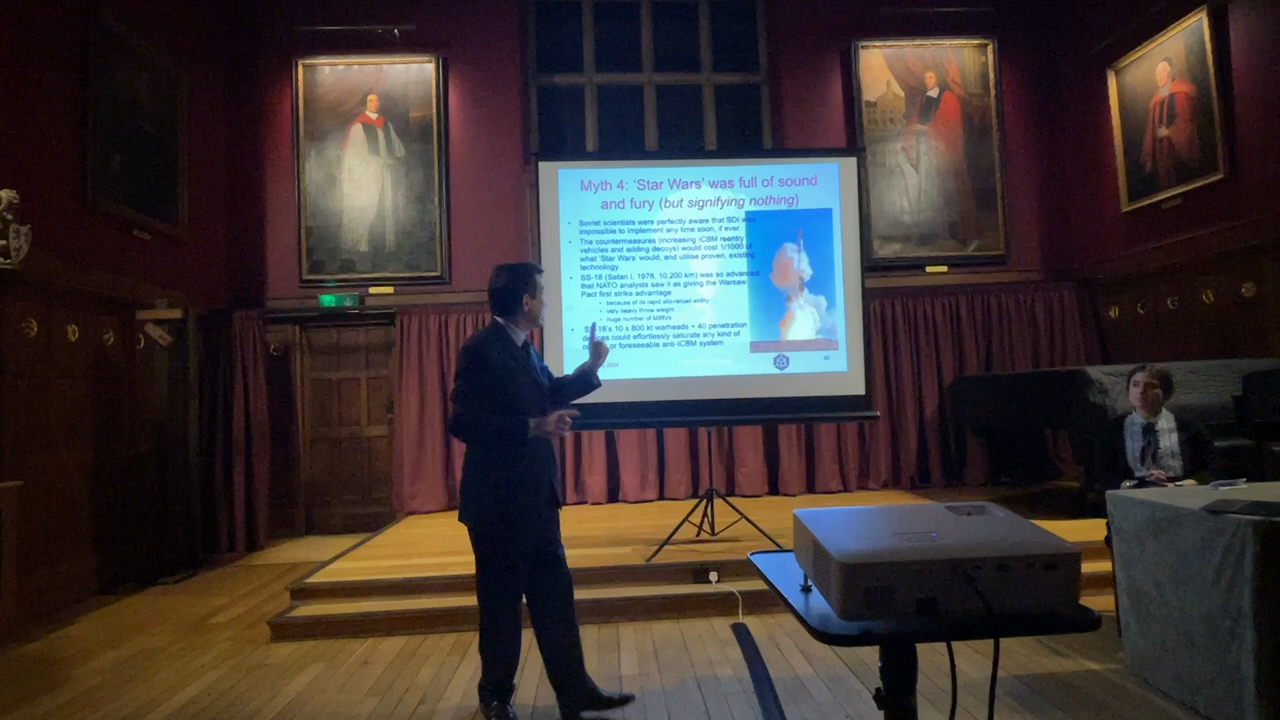 Myth 4: 'Star Wars' was full of sound
and fury (but signifying nothing)
• Soviet scientists were perfectly aware that SDI was
impossible to implement any time soon, if ever
• The countermeasures (increasing ICBM reentry
vehicles and adding decoys) would cost 1/1000 of
what 'Star Wars' would, and utilise proven, existing
technology
• SS-18 (Satan I, 1978, 10,200 km) was so advanced
that NATO analysts saw it as giving the Warsaw
Pact first strike advantage
• because of its rapid silo-reload ability
• very heavy throw weight
• huge number of MIRVs
• SS-18's 10 x 800 kt warheads + 40 penetration
could effortlessly saturate any kind of
or foreseeable anti-ICBM system
42